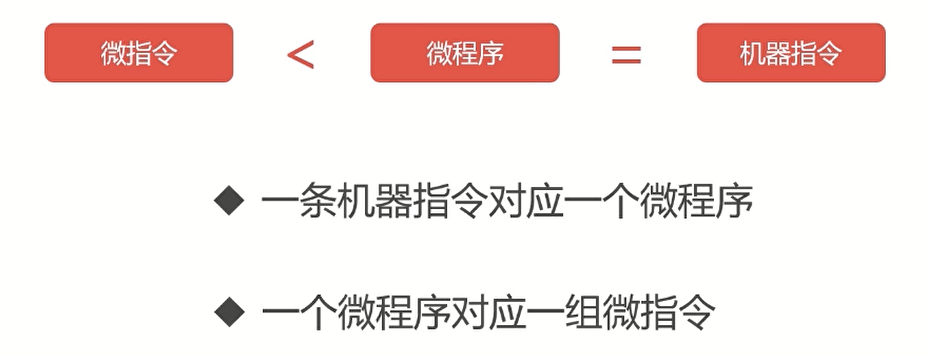 微指令 < 微程序 = 机器指令
◆ 一条机器指令对应一个微程序
◆ 一个微程序对应一组微指令